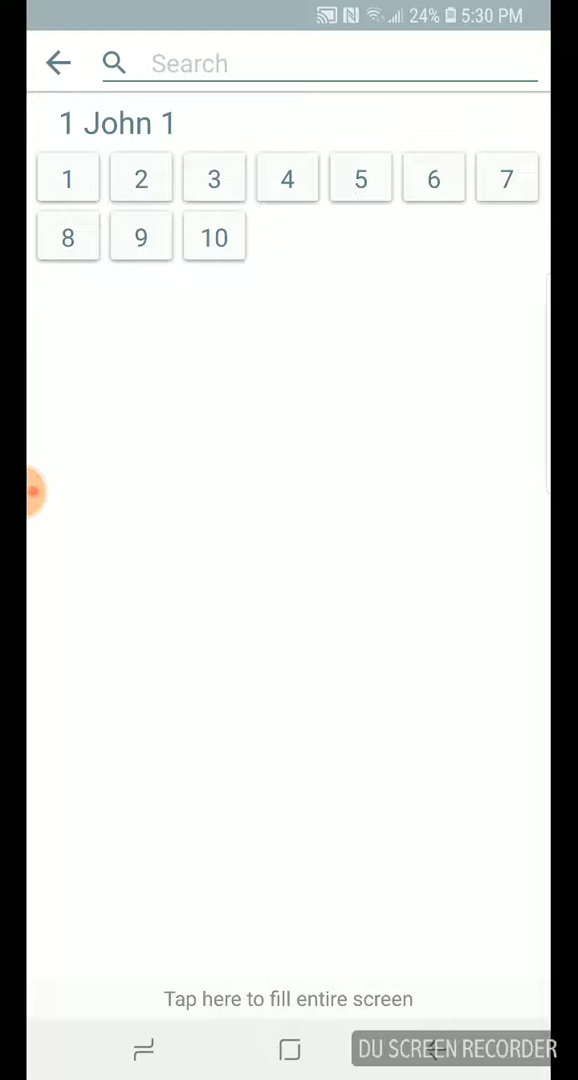 24% 5:30 PM
Search
1 John 1
1 2 3 4 5 6 7
8 9 10
Tap here to fill entire screen
DU SCREEN RECORDER